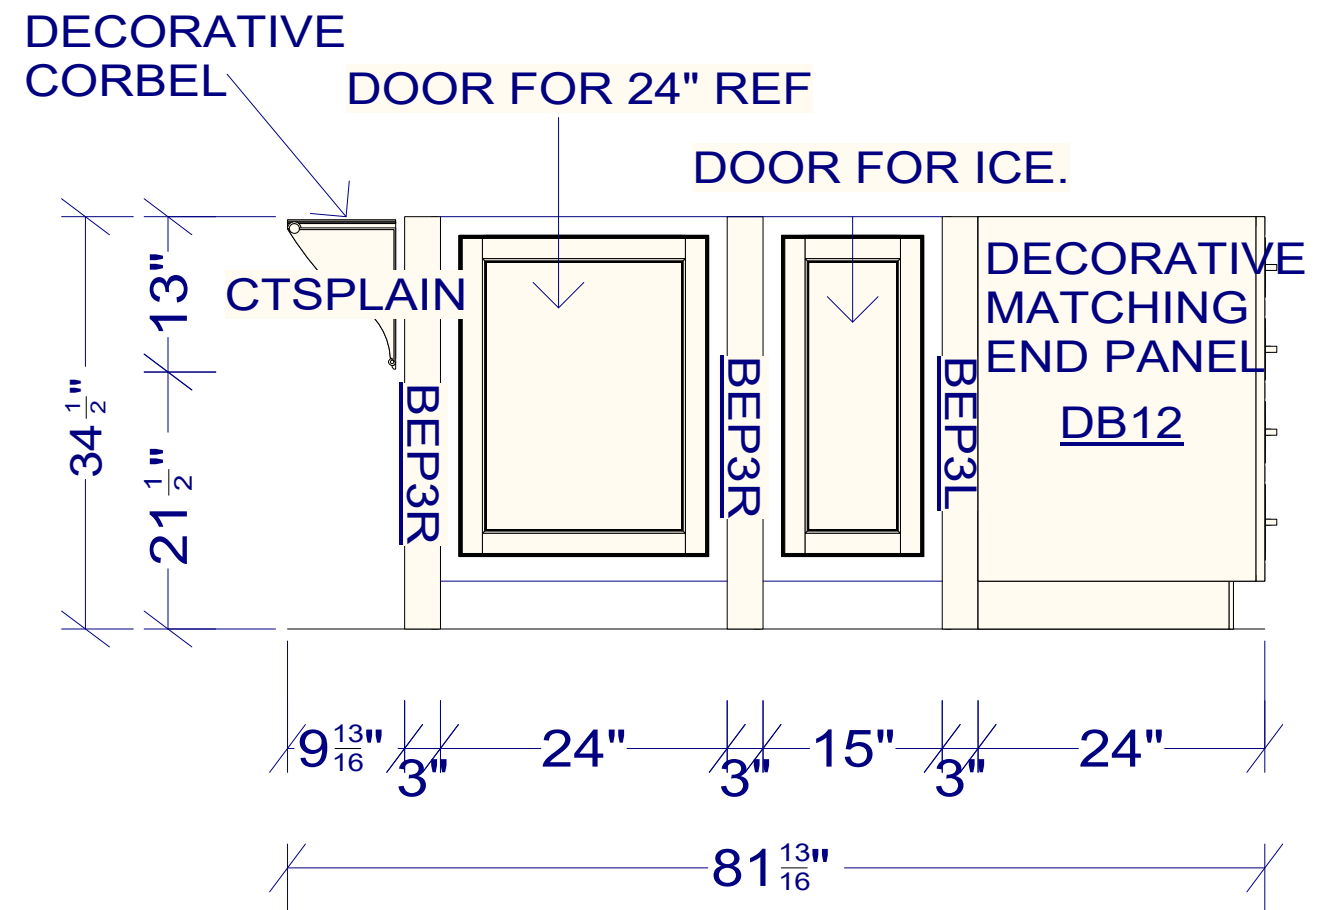 DECORATIVE
CORBEL
DOOR FOR 24" REF
DOOR FOR ICE.
CTSPLAIN
DECORATIVE
MATCHING
END PANEL
DB12
BEP3R
BEP3R
BEP3L
34 1/2"
13"
21 1/2"
9 13/16"
3"
24"
3"
15"
3"
24"
81 13/16"